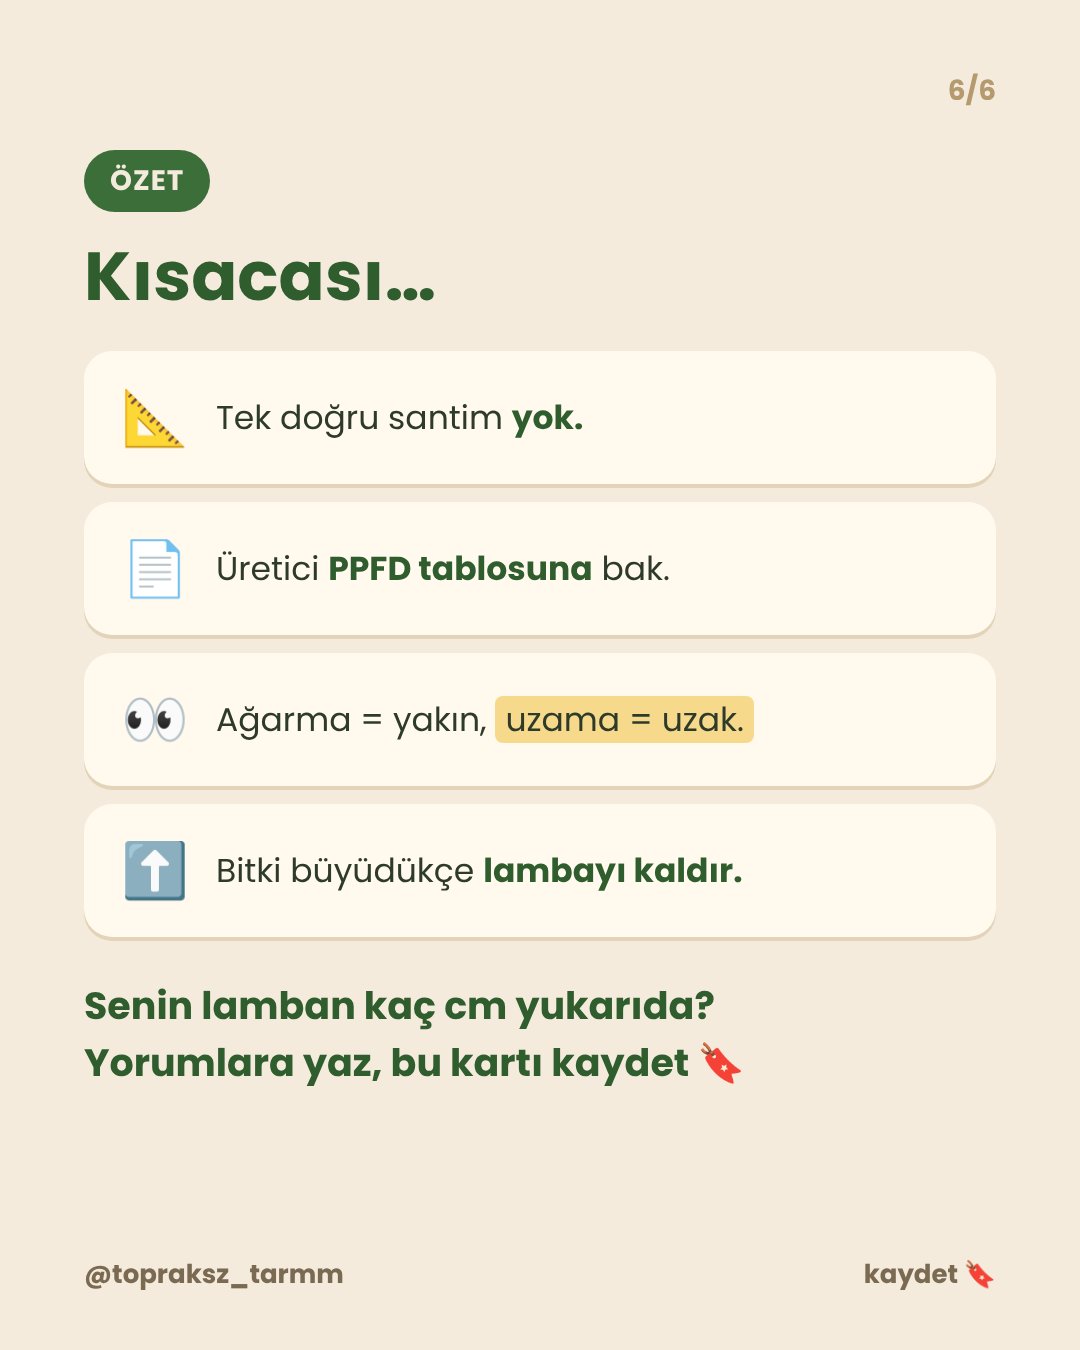 6/6
ÖZET
Kısacası...
Tek doğru santim yok.
Üretici PPFD tablosuna bak.
Ağarma = yakın, uzama = uzak.
Bitki büyüdükçe lambayı kaldır.
Senin lamban kaç cm yukarıda?
Yorumlara yaz, bu kartı kaydet 🔖
@topraksz_tarmm
kaydet 🔖